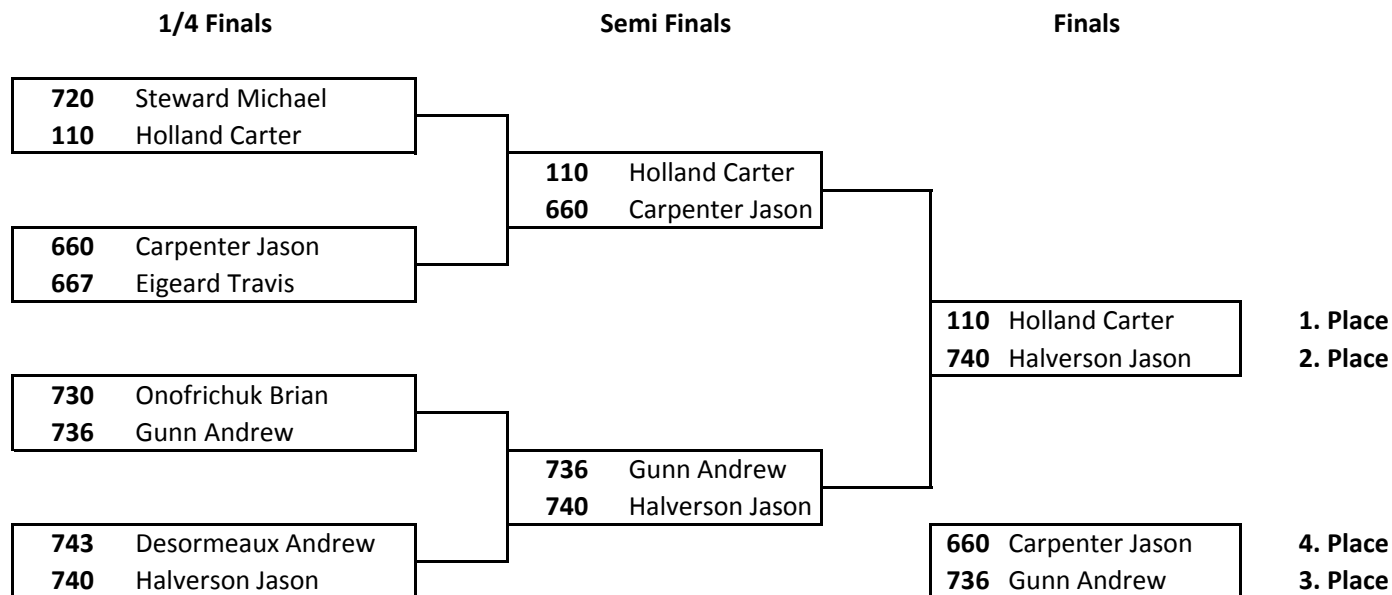 1/4 Finals Semi Finals Finals
720 Steward Michael
110 Holland Carter
110 Holland Carter
660 Carpenter Jason
660 Carpenter Jason
667 Eigeard Travis
110 Holland Carter 1. Place
740 Halverson Jason 2. Place
730 Onofrichuk Brian
736 Gunn Andrew
736 Gunn Andrew
740 Halverson Jason
743 Desormeaux Andrew 660 Carpenter Jason 4. Place
740 Halverson Jason 736 Gunn Andrew 3. Place